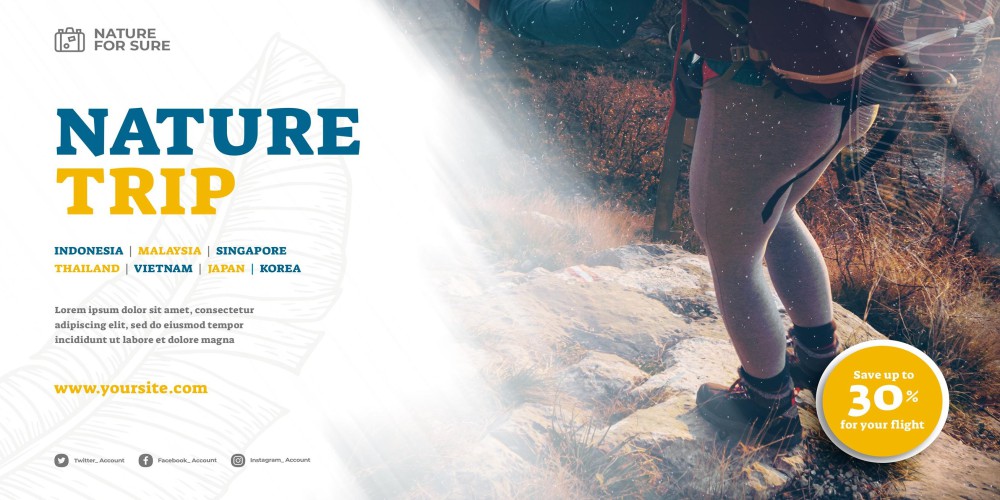 NATURE
FOR SURE
NATURE
TRIP
INDONESIA | MALAYSIA | SINGAPORE
THAILAND | VIETNAM | JAPAN | KOREA
Lorem ipsum dolor sit amet, consectetur
adipiscing elit, sed do eiusmod tempor
incididunt ut labore et dolore magna
www.yoursite.com
Twitter_Account Facebook_Account Instagram_Account
Save up to
30%
for your flight